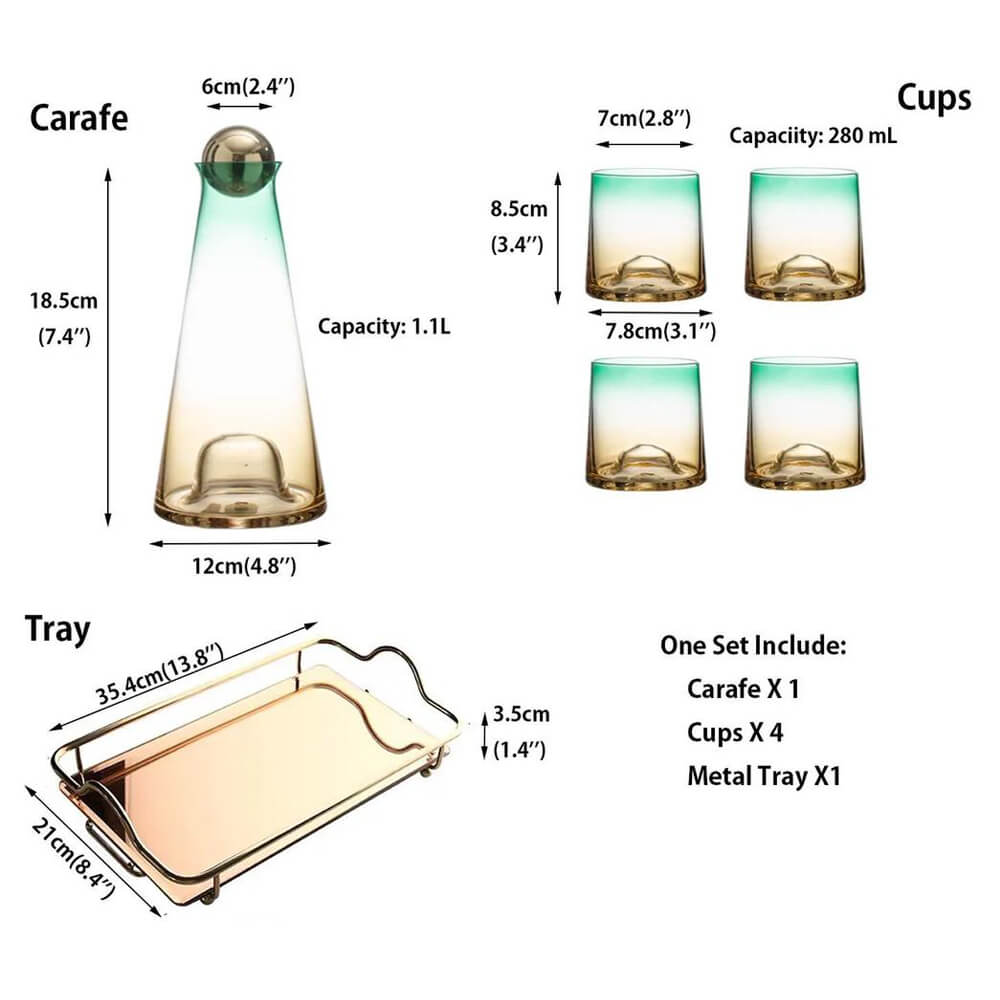 Carafe
6cm(2.4’’)
18.5cm
(7.4’’)
Capacity: 1.1L
12cm(4.8’’)
Cups
7cm(2.8’’)
Capaciity: 280 mL
8.5cm
(3.4’’)
7.8cm(3.1’’)
Tray
35.4cm(13.8’’)
3.5cm
(1.4’’)
21cm(8.4’’)
One Set Include:
Carafe X 1
Cups X 4
Metal Tray X1